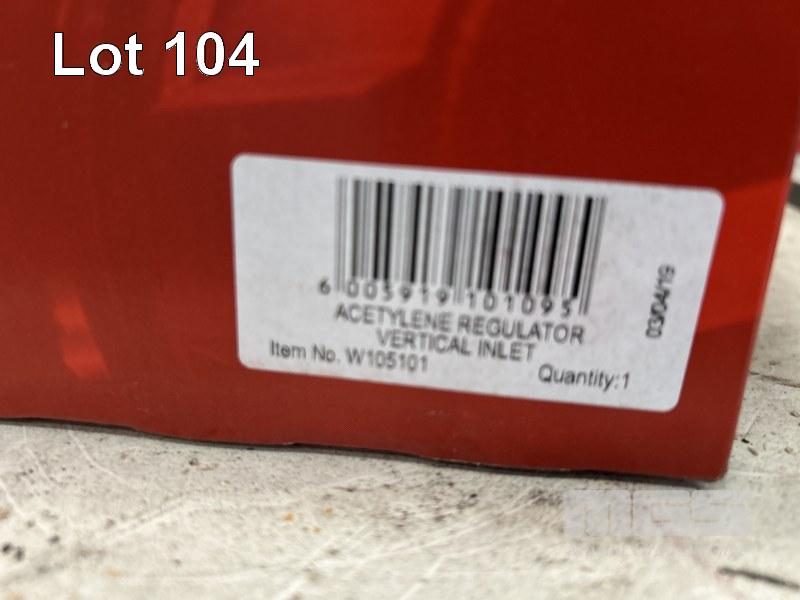 Lot 104
6 005919 101095
ACETYLENE REGULATOR
VERTICAL INLET
Item No. W105101
Quantity:1
03/04/19